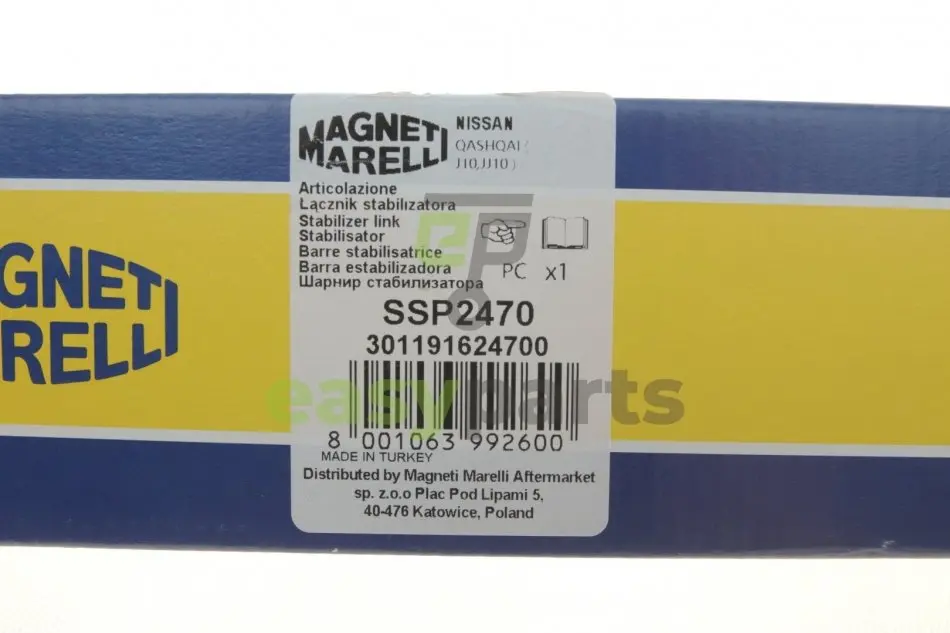 MAGNETI
MARELLI
NISSAN
QASHQAI (
J10,JJ10 )
Articolazione
Łącznik stabilizatora
Stabilizer link
Stabilisator
Barre stabilisatrice
Barra estabilizadora
Шарнир стабилизатора
PC x1
SSP2470
301191624700
8 001063 992600
MADE IN TURKEY
Distributed by Magneti Marelli Aftermarket
sp. z.o.o Plac Pod Lipami 5,
40-476 Katowice, Poland
AGNETI
RELLI
eP
easyparts